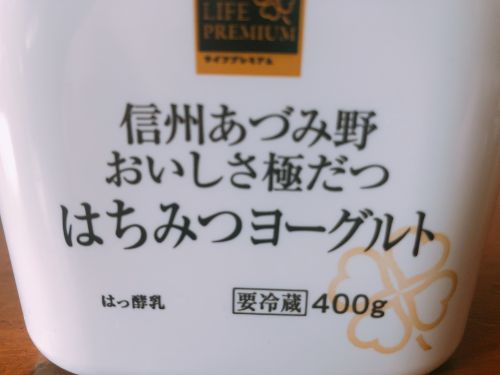 LIFE
PREMIUM
ライフプレミアム
信州あづみ野
おいしさ極だつ
はちみつヨーグルト
はっ酵乳
要冷蔵 400g